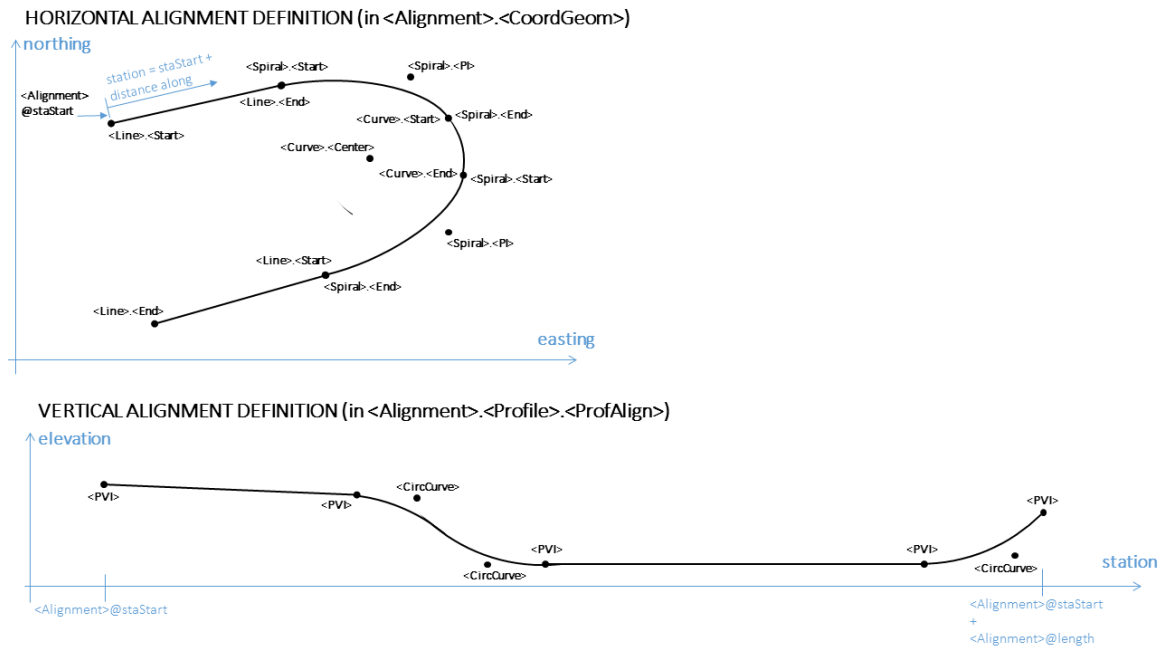 HORIZONTAL ALIGNMENT DEFINITION (in <Alignment>.<CoordGeom>)
northing
station = staStart +
distance along
<Alignment>
@staStart
<Line>.<Start>
<Spiral>.<Start>
<Line>.<End>
<Spiral>.<PI>
<Curve>.<Start>
<Spiral>.<End>
<Curve>.<Center>
<Curve>.<End>
<Spiral>.<Start>
<Spiral>.<PI>
<Line>.<Start>
<Spiral>.<End>
<Line>.<End>
easting
VERTICAL ALIGNMENT DEFINITION (in <Alignment>.<Profile>.<ProfAlign>)
elevation
<PVI>
<PVI>
<CircCurve>
<CircCurve>
<PVI>
<PVI>
<PVI>
<CircCurve>
station
<Alignment>@staStart
<Alignment>@staStart
+
<Alignment>@length